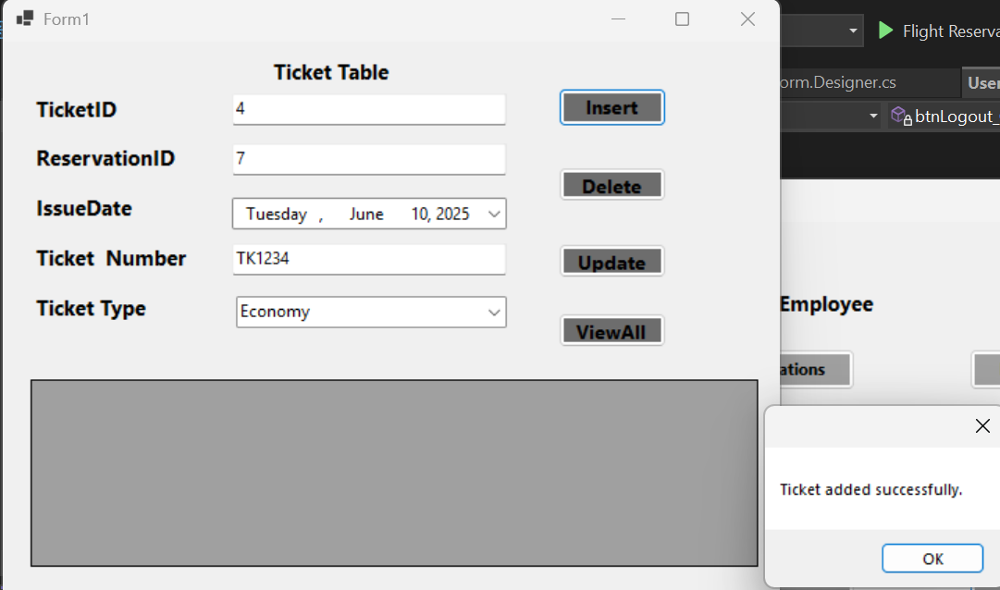 Form1
Flight Reserva
Ticket Table
orm.Designer.cs
User
TicketID
4
Insert
btnLogout_
ReservationID
7
Delete
IssueDate
Tuesday , June 10, 2025
Ticket Number
TK1234
Update
Ticket Type
Economy
ViewAll
Employee
ations
Ticket added successfully.
OK